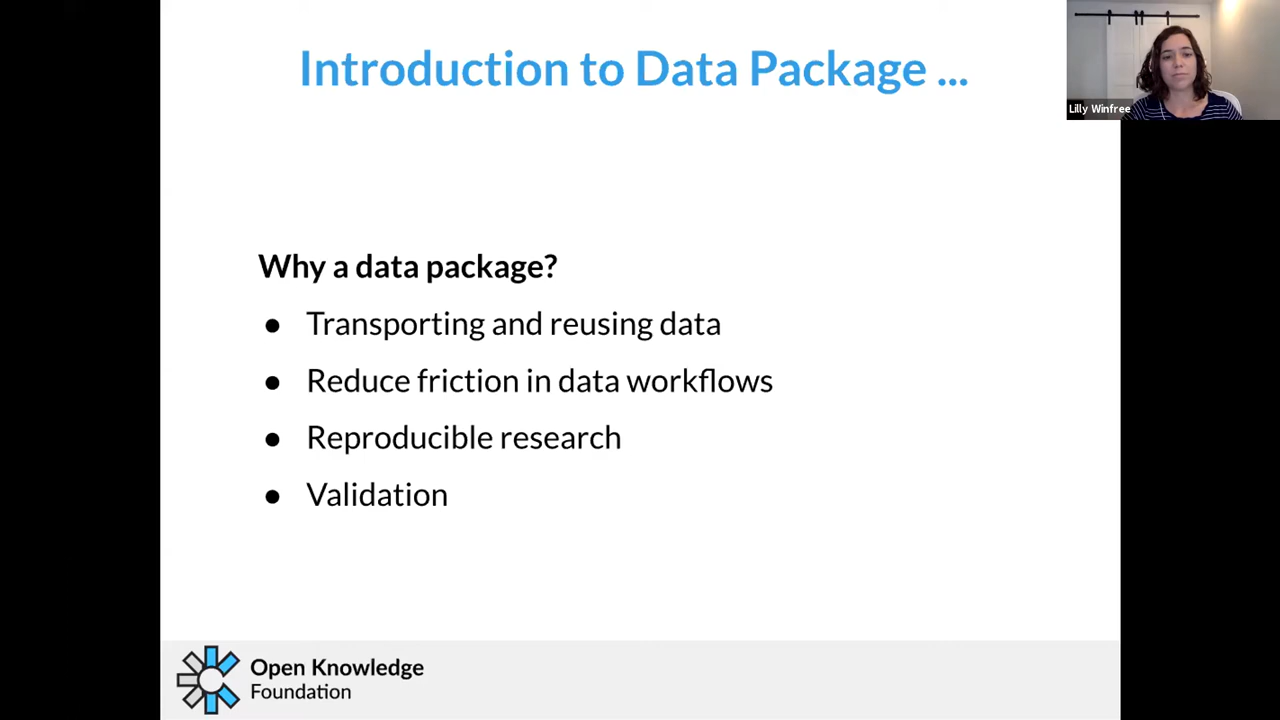 Introduction to Data Package ...
Lilly Winfree
Why a data package?
● Transporting and reusing data
● Reduce friction in data workflows
● Reproducible research
● Validation
Open Knowledge
Foundation